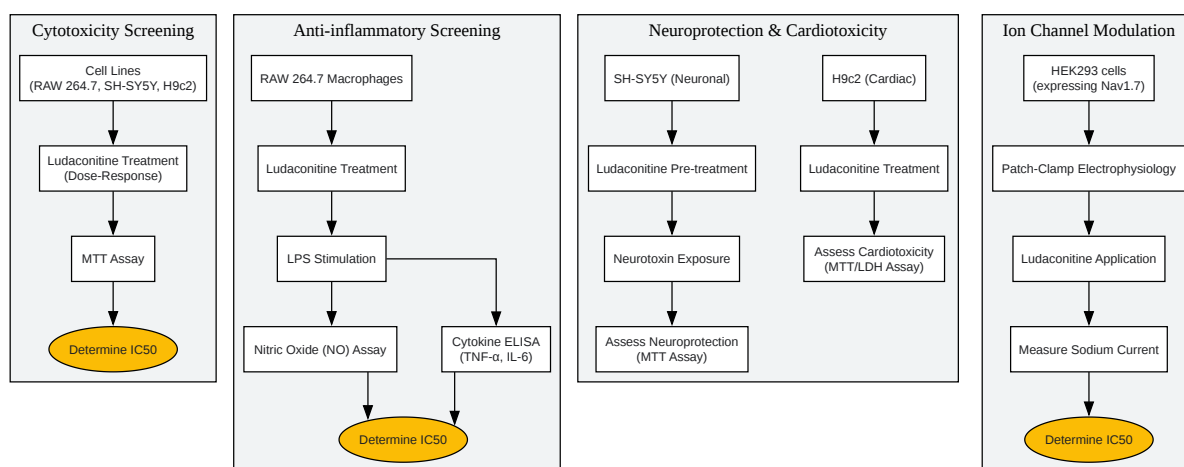 Cytotoxicity Screening
Cell Lines
(RAW 264.7, SH-SY5Y, H9c2)
Ludaconitine Treatment
(Dose-Response)
MTT Assay
Determine IC50
Anti-inflammatory Screening
RAW 264.7 Macrophages
Ludaconitine Treatment
LPS Stimulation
Nitric Oxide (NO) Assay
Cytokine ELISA
(TNF-α, IL-6)
Determine IC50
Neuroprotection & Cardiotoxicity
SH-SY5Y (Neuronal)
Ludaconitine Pre-treatment
Neurotoxin Exposure
Assess Neuroprotection
(MTT Assay)
H9c2 (Cardiac)
Ludaconitine Treatment
Assess Cardiotoxicity
(MTT/LDH Assay)
Ion Channel Modulation
HEK293 cells
(expressing Nav1.7)
Patch-Clamp Electrophysiology
Ludaconitine Application
Measure Sodium Current
Determine IC50